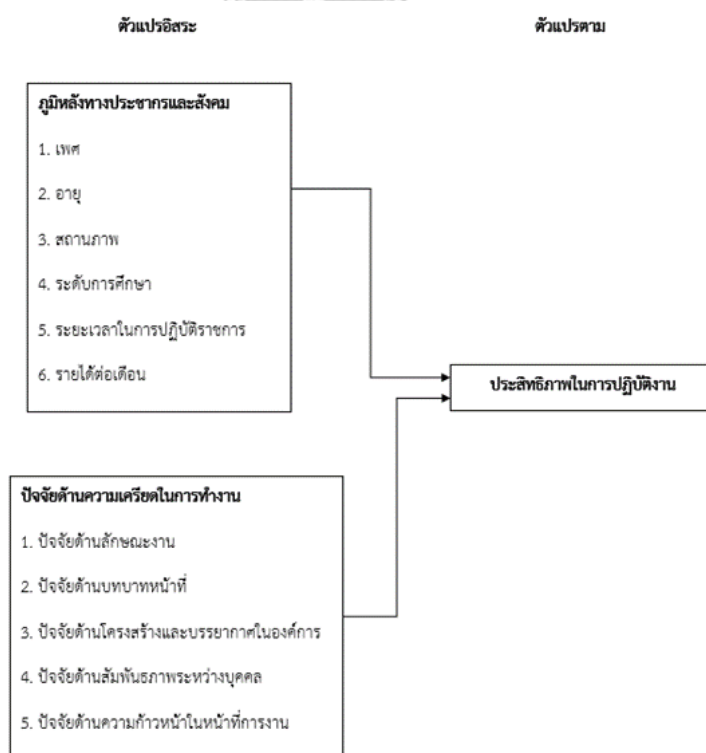 ตัวแปรอิสระ
ตัวแปรตาม
ภูมิหลังทางประชากรและสังคม
1. เพศ
2. อายุ
3. สถานภาพ
4. ระดับการศึกษา
5. ระยะเวลาในการปฏิบัติราชการ
6. รายได้ต่อเดือน
ประสิทธิภาพในการปฏิบัติงาน
ปัจจัยด้านความเครียดในการทำงาน
1. ปัจจัยด้านลักษณะงาน
2. ปัจจัยด้านบทบาทหน้าที่
3. ปัจจัยด้านโครงสร้างและบรรยากาศในองค์การ
4. ปัจจัยด้านสัมพันธภาพระหว่างบุคคล
5. ปัจจัยด้านความก้าวหน้าในหน้าที่การงาน